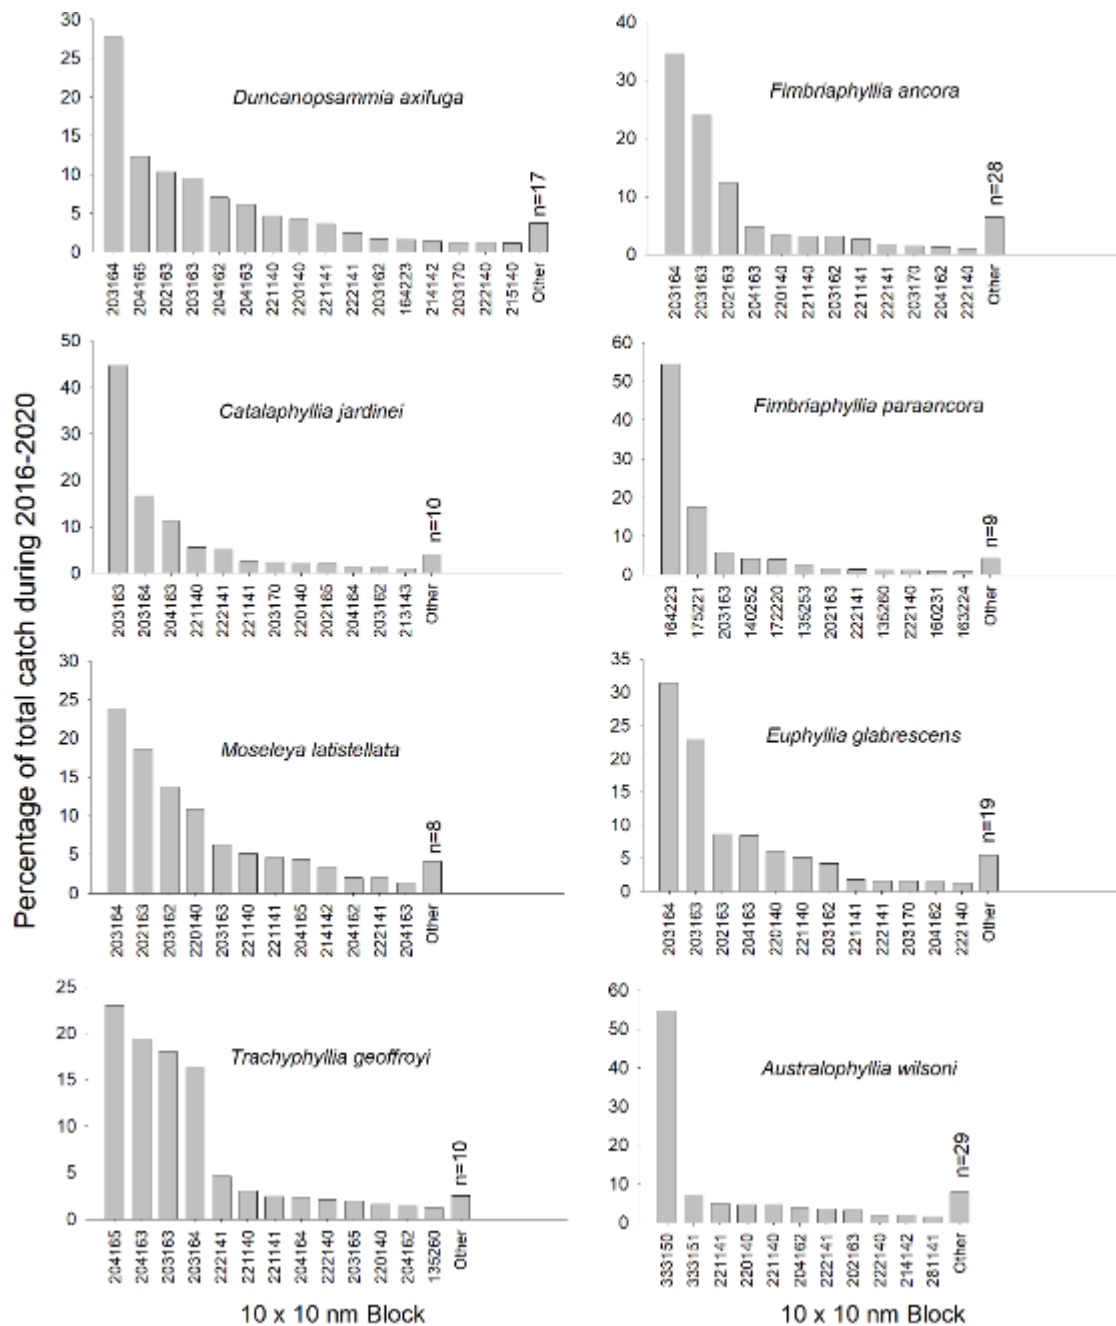 Percentage of total catch during 2016-2020
30
25
20
15
10
5
0
Duncanopsammia axifuga
n=17
203164 204165 202163 203163 204162 204163 221140 220140 221141 222141 203162 164223 214142 203170 222140 215140 Other
40
30
20
10
0
Fimbriaphyllia ancora
n=28
203164 203163 202163 204163 220140 221140 203162 221141 222141 203170 204162 222140 Other
50
40
30
20
10
0
Catalaphyllia jardinei
n=10
203163 203164 204163 221140 222141 221141 203170 220140 202165 204164 203162 213143 Other
60
50
40
30
20
10
0
Fimbriaphyllia paraancora
n=9
164223 175221 203163 140252 172220 135253 202163 222141 135260 222140 160231 163224 Other
30
25
20
15
10
5
0
Moseleya latistellata
n=8
203164 202163 203162 220140 203163 221140 221141 204165 214142 204162 222141 204163 Other
35
30
25
20
15
10
5
0
Euphyllia glabrescens
n=19
203164 203163 202163 204163 220140 221140 203162 221141 222141 203170 204162 222140 Other
25
20
15
10
5
0
Trachyphyllia geoffroyi
n=10
204165 204163 203163 203164 222141 221140 221141 204164 222140 203165 220140 204162 135260 Other
10 x 10 nm Block
60
50
40
30
20
10
0
Australophyllia wilsoni
n=29
333150 333151 221141 220140 221140 204162 222141 202163 222140 214142 281141 Other
10 x 10 nm Block